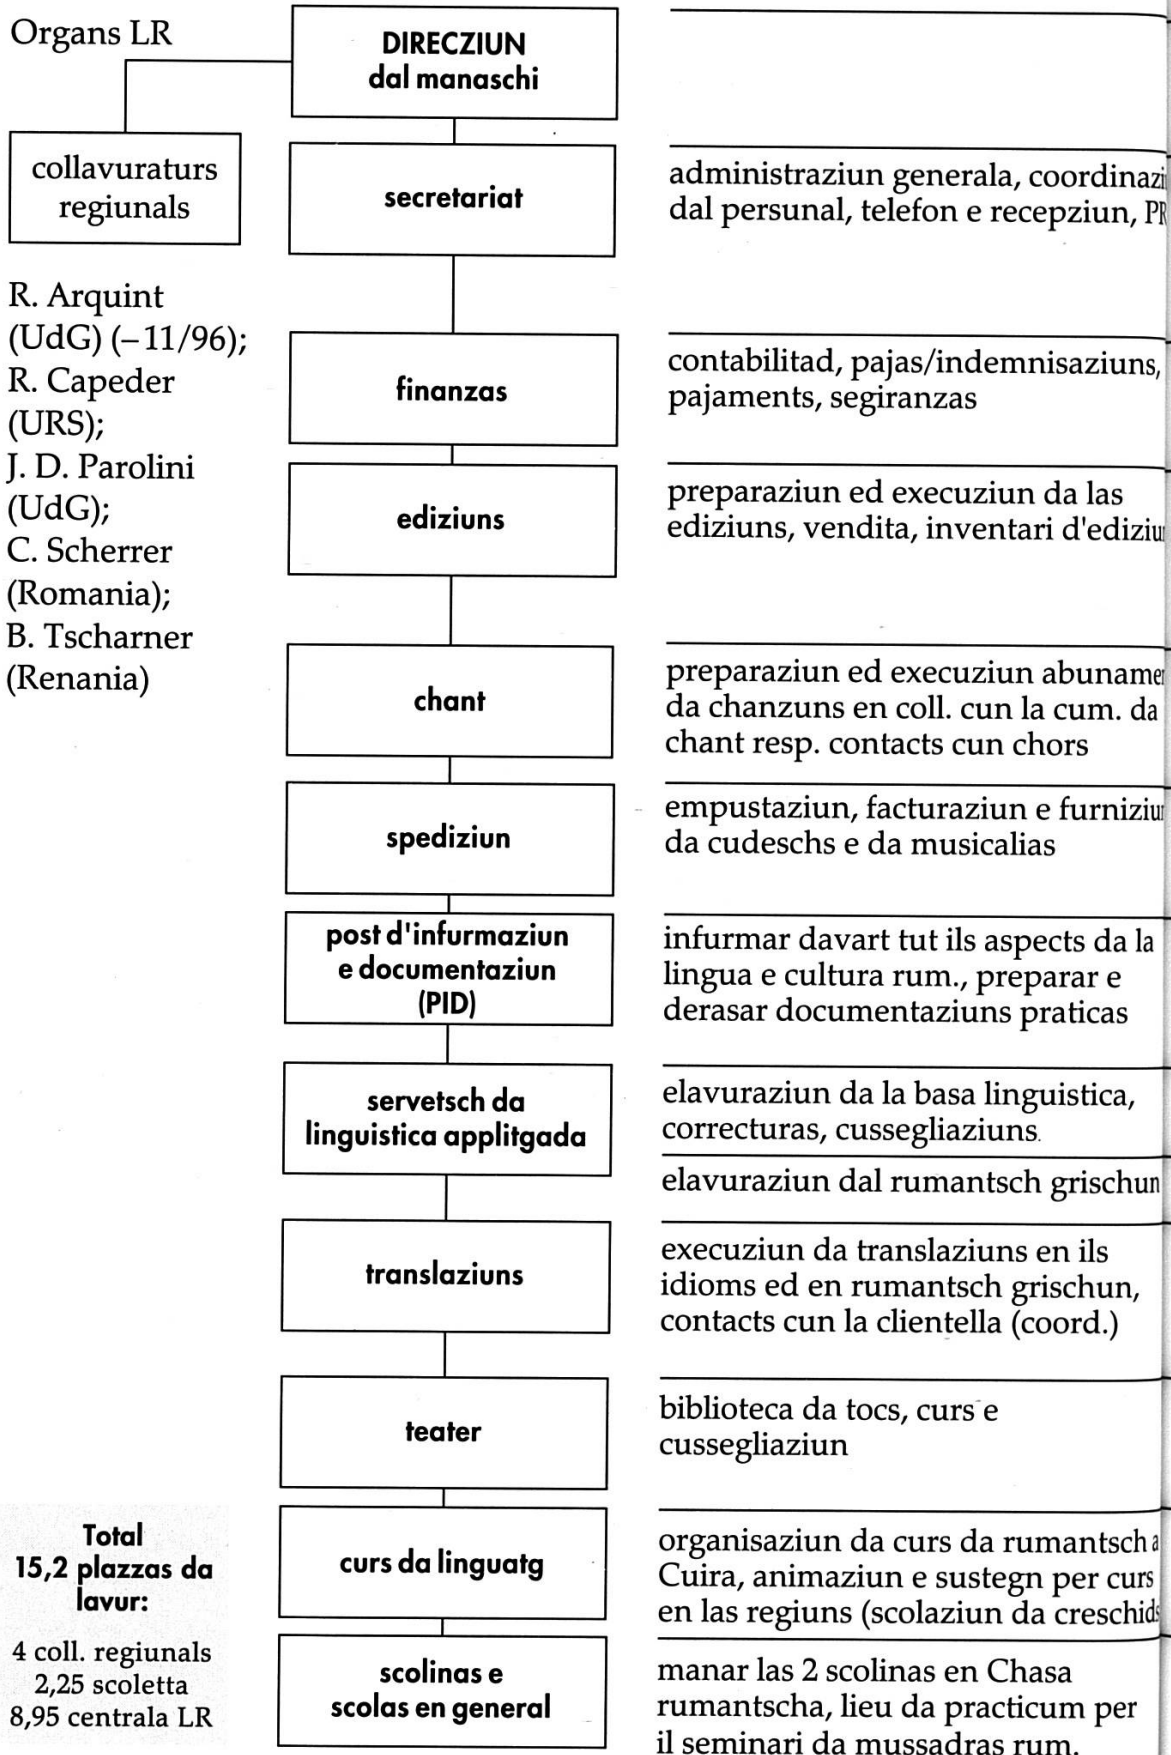 Organs LR
DIRECZIUN
dal manaschi
collavuraturs
regiunals
R. Arquint
(UdG) (–11/96);
R. Capeder
(URS);
J. D. Parolini
(UdG);
C. Scherrer
(Romania);
B. Tscharner
(Renania)
secretariat
administraziun generala,
dal persunal, telefon e recepziun,
finanzas
contabilitad, pajas/indemnisaziuns,
pajaments, segiranzas
ediziuns
preparaziun ed execuziun da las
ediziuns, vendita, inventari
chant
preparaziun ed execuziun
da chanzuns en coll. cun la cum. da
chant resp. contacts cun chors
spediziun
empustaziun, facturaziun e
da cudeschs e da musicalias
post d'infurmaziun
e documentaziun
(PID)
infurmar davart tut ils aspects da la
lingua e cultura rum., preparar e
derasar documentaziuns praticas
servetsch da
linguistica applitgada
elavuraziun da la basa linguistica,
correcturas, cussegliaziuns.
elavuraziun dal rumantsch grischun
translaziuns
execuziun da translaziuns en ils
idioms ed en rumantsch grischun,
contacts cun la clientella (coord.)
teater
biblioteca da tocs, curs e
cussegliaziun
curs da linguatg
organisaziun da curs da rumantsch a
Cuira, animaziun e sustegn per curs
en las regiuns (scolaziun da
scolinas e
scolas en general
manar las 2 scolinas en Chasa
rumantscha, lieu da practicum per
il seminari da mussadras rum.
Total
15,2 plazzas da
lavur:
4 coll. regiunals
2,25 scoletta
8,95 centrala LR